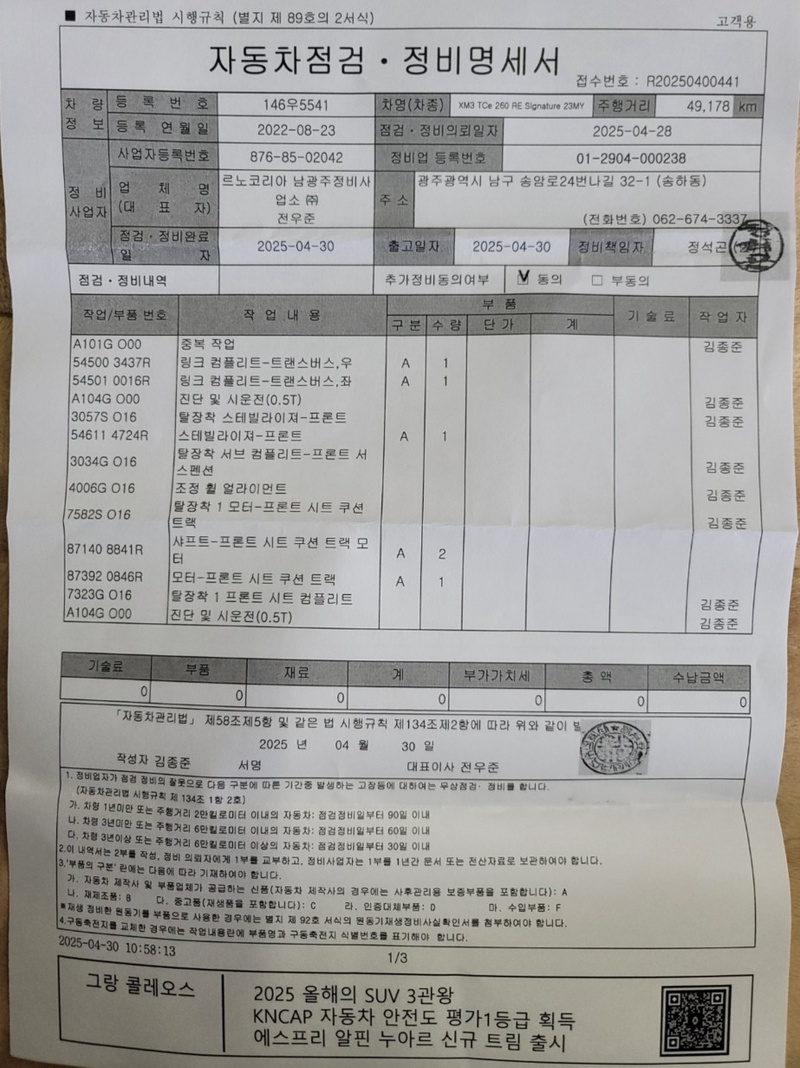 ■ 자동차관리법 시행규칙 (별지 제 89호의 2서식) 고객용
자동차점검 · 정비명세서
접수번호 : R20250400441
차량정보 등록번호 146우5541 차명(차종) XM3 TCe 260 RE Signature 23MY 주행거리 49,178 km
등록 연월일 2022-08-23 점검 · 정비의뢰일자 2025-04-28
정비사업자 사업자등록번호 876-85-02042 정비업 등록번호 01-2904-000238
업체명 (대표자) 르노코리아 남광주정비사업소 ㈜ 전우준 주소 광주광역시 남구 송암로24번나길 32-1 (송하동)
(전화번호) 062-674-3337
점검 · 정비완료일자 2025-04-30 출고일자 2025-04-30 정비책임자 정석곤
점검 · 정비내역 추가정비동의여부 ☑ 동의 □ 부동의
작업/부품 번호 작업내용 부품 기술료 작업자
구분 수량 단가 계
A101G O00 중복 작업 김종준
54500 3437R 링크 컴플리트-트랜스버스,우 A 1
54501 0016R 링크 컴플리트-트랜스버스,좌 A 1
A104G O00 진단 및 시운전(0.5T) 김종준
3057S O16 탈장착 스테빌라이져-프론트 김종준
54611 4724R 스테빌라이져-프론트 A 1
3034G O16 탈장착 서브 컴플리트-프론트 서스펜션 김종준
4006G O16 조정 휠 얼라이먼트 김종준
7582S O16 탈장착 1 모터-프론트 시트 쿠션 트랙 김종준
87140 8841R 샤프트-프론트 시트 쿠션 트랙 모터 A 2
87392 0846R 모터-프론트 시트 쿠션 트랙 A 1
7323G O16 탈장착 1 프론트 시트 컴플리트 김종준
A104G O00 진단 및 시운전(0.5T) 김종준
기술료 부품 재료 계 부가가치세 총액 수납금액
0 0 0 0 0 0 0
「자동차관리법」 제58조제5항 및 같은 법 시행규칙 제134조제2항에 따라 위와 같이
2025 년 04 월 30 일
작성자 김종준 서명 대표이사 전우준
1. 정비업자가 점검 정비의 잘못으로 다음 구분에 따른 기간중 발생하는 고장등에 대하여는 무상점검· 정비를 합니다.
(자동차관리법 시행규칙 제 134조 1항 2호)
가. 차령 1년미만 또는 주행거리 2만킬로미터 이내의 자동차: 점검정비일부터 90일 이내
나. 차령 3년미만 또는 주행거리 6만킬로미터 이내의 자동차: 점검정비일부터 60일 이내
다. 차령 3년이상 또는 주행거리 6만킬로미터 이상의 자동차: 점검정비일부터 30일 이내
2.이 내역서는 2부를 작성, 정비 의뢰자에게 1부를 교부하고, 정비사업자는 1부를 1년간 문서 또는 전산자료로 보관하여야 합니다.
3.'부품의 구분' 란에는 다음에 따라 기재하여야 합니다.
가. 자동차 제작사 및 부품업체가 공급하는 신품(자동차 제작사의 경우에는 사후관리용 보증부품을 포함합니다): A
나. 재제조품: B 다. 중고품(재생품을 포함합니다): C 라. 인증대체부품: D 마. 수입부품: F
※재생 정비한 원동기를 부품으로 사용한 경우에는 별지 제 92호 서식의 원동기재생정비사실확인서를 첨부하여야 합니다.
4.구동축전지를 교체한 경우에는 작업내용란에 부품명과 구동축전지 식별번호를 표기해야 합니다.
2025-04-30 10:58:13
1/3
그랑 콜레오스
2025 올해의 SUV 3관왕
KNCAP 자동차 안전도 평가1등급 획득
에스프리 알핀 누아르 신규 트림 출시